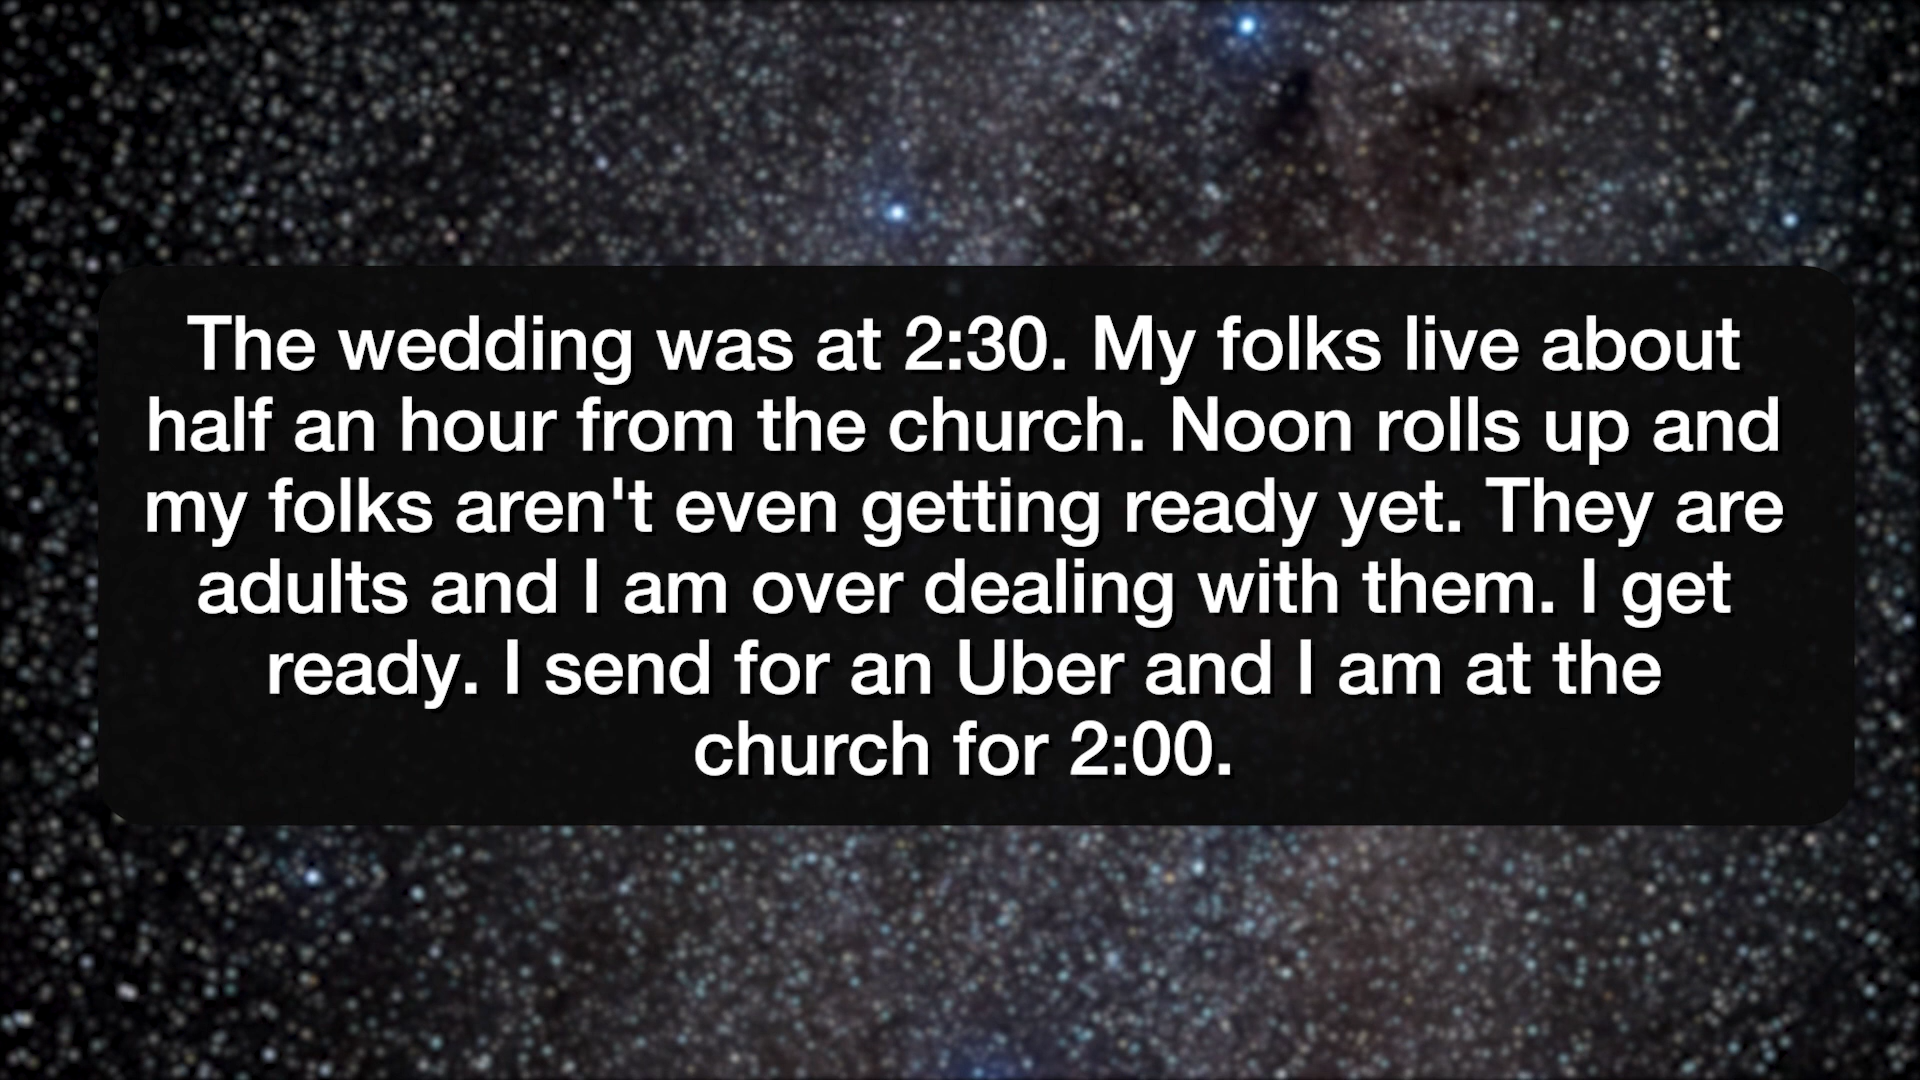 The wedding was at 2:30. My folks live about
half an hour from the church. Noon rolls up and
my folks aren't even getting ready yet. They are
adults and I am over dealing with them. I get
ready. I send for an Uber and I am at the
church for 2:00.